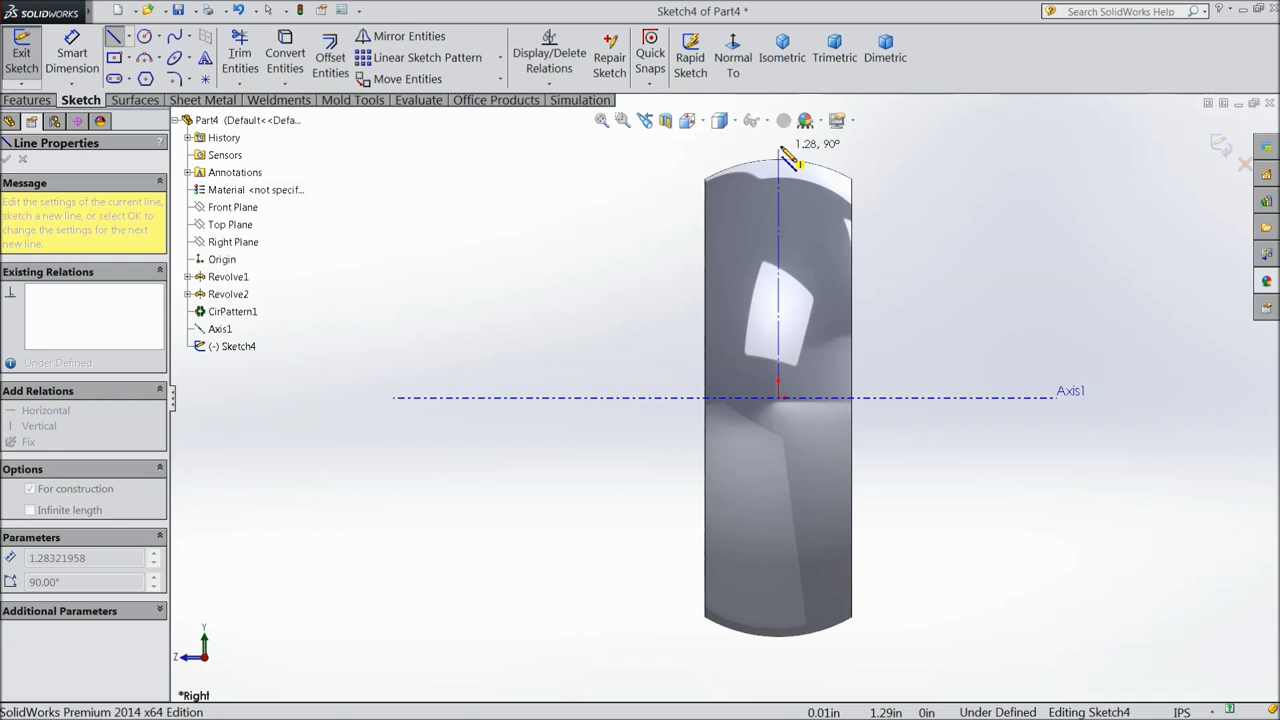 SOLIDWORKS
Sketch4 of Part4 *
Search SolidWorks Help
Exit Sketch
Smart Dimension
Trim Entities
Convert Entities
Offset Entities
Mirror Entities
Linear Sketch Pattern
Move Entities
Display/Delete Relations
Repair Sketch
Quick Snaps
Rapid Sketch
Normal To
Isometric
Trimetric
Dimetric
Features
Sketch
Surfaces
Sheet Metal
Weldments
Mold Tools
Evaluate
Office Products
Simulation
Line Properties
?
Message
Edit the settings of the current line,
sketch a new line, or select OK to
change the settings for the next
new line.
Existing Relations
Under Defined
Add Relations
Horizontal
Vertical
Fix
Options
For construction
Infinite length
Parameters
1.28321958
90.00°
Additional Parameters
Part4 (Default<<Defa...
History
Sensors
Annotations
Material <not specif...
Front Plane
Top Plane
Right Plane
Origin
Revolve1
Revolve2
CirPattern1
Axis1
(-) Sketch4
1.28, 90°
Axis1
Y
Z
*Right
SolidWorks Premium 2014 x64 Edition
0.01in
1.29in
0in
Under Defined
Editing Sketch4
IPS